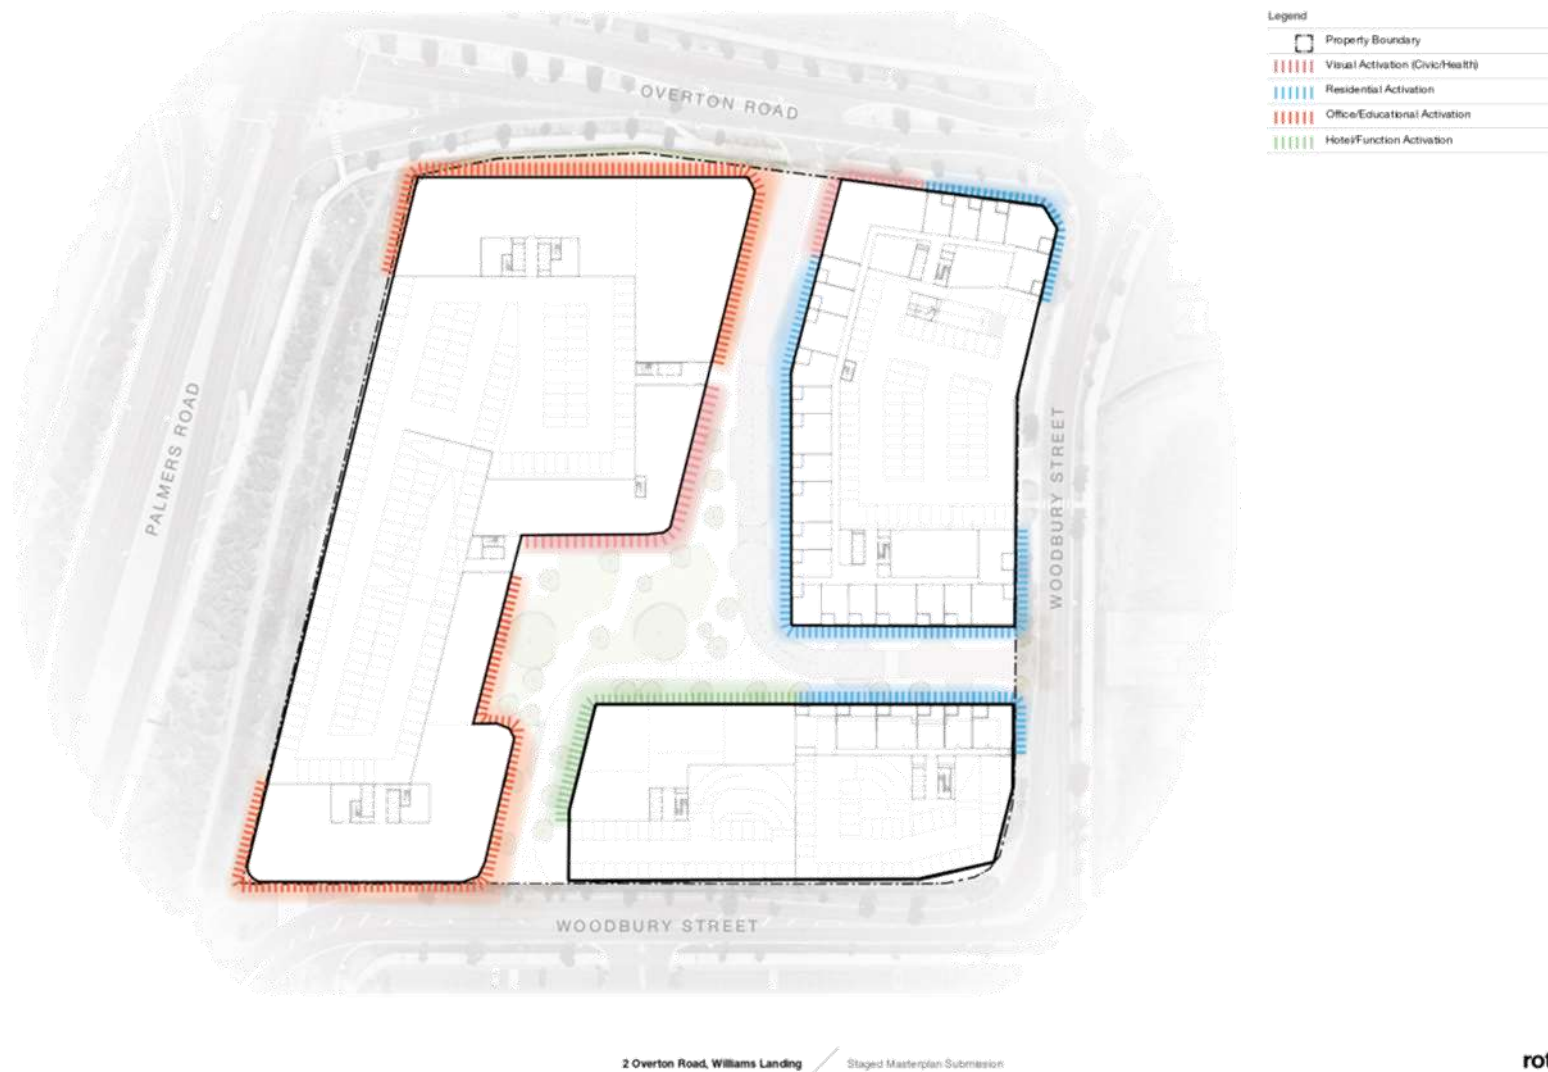 Legend
Property Boundary
Visual Activation (Civic/Health)
Residential Activation
Office/Educational Activation
Hotel/Function Activation
OVERTON ROAD
PALMERS ROAD
WOODBURY STREET
WOODBURY STREET
2 Overton Road, Williams Landing
Staged Masterplan Submission
rot